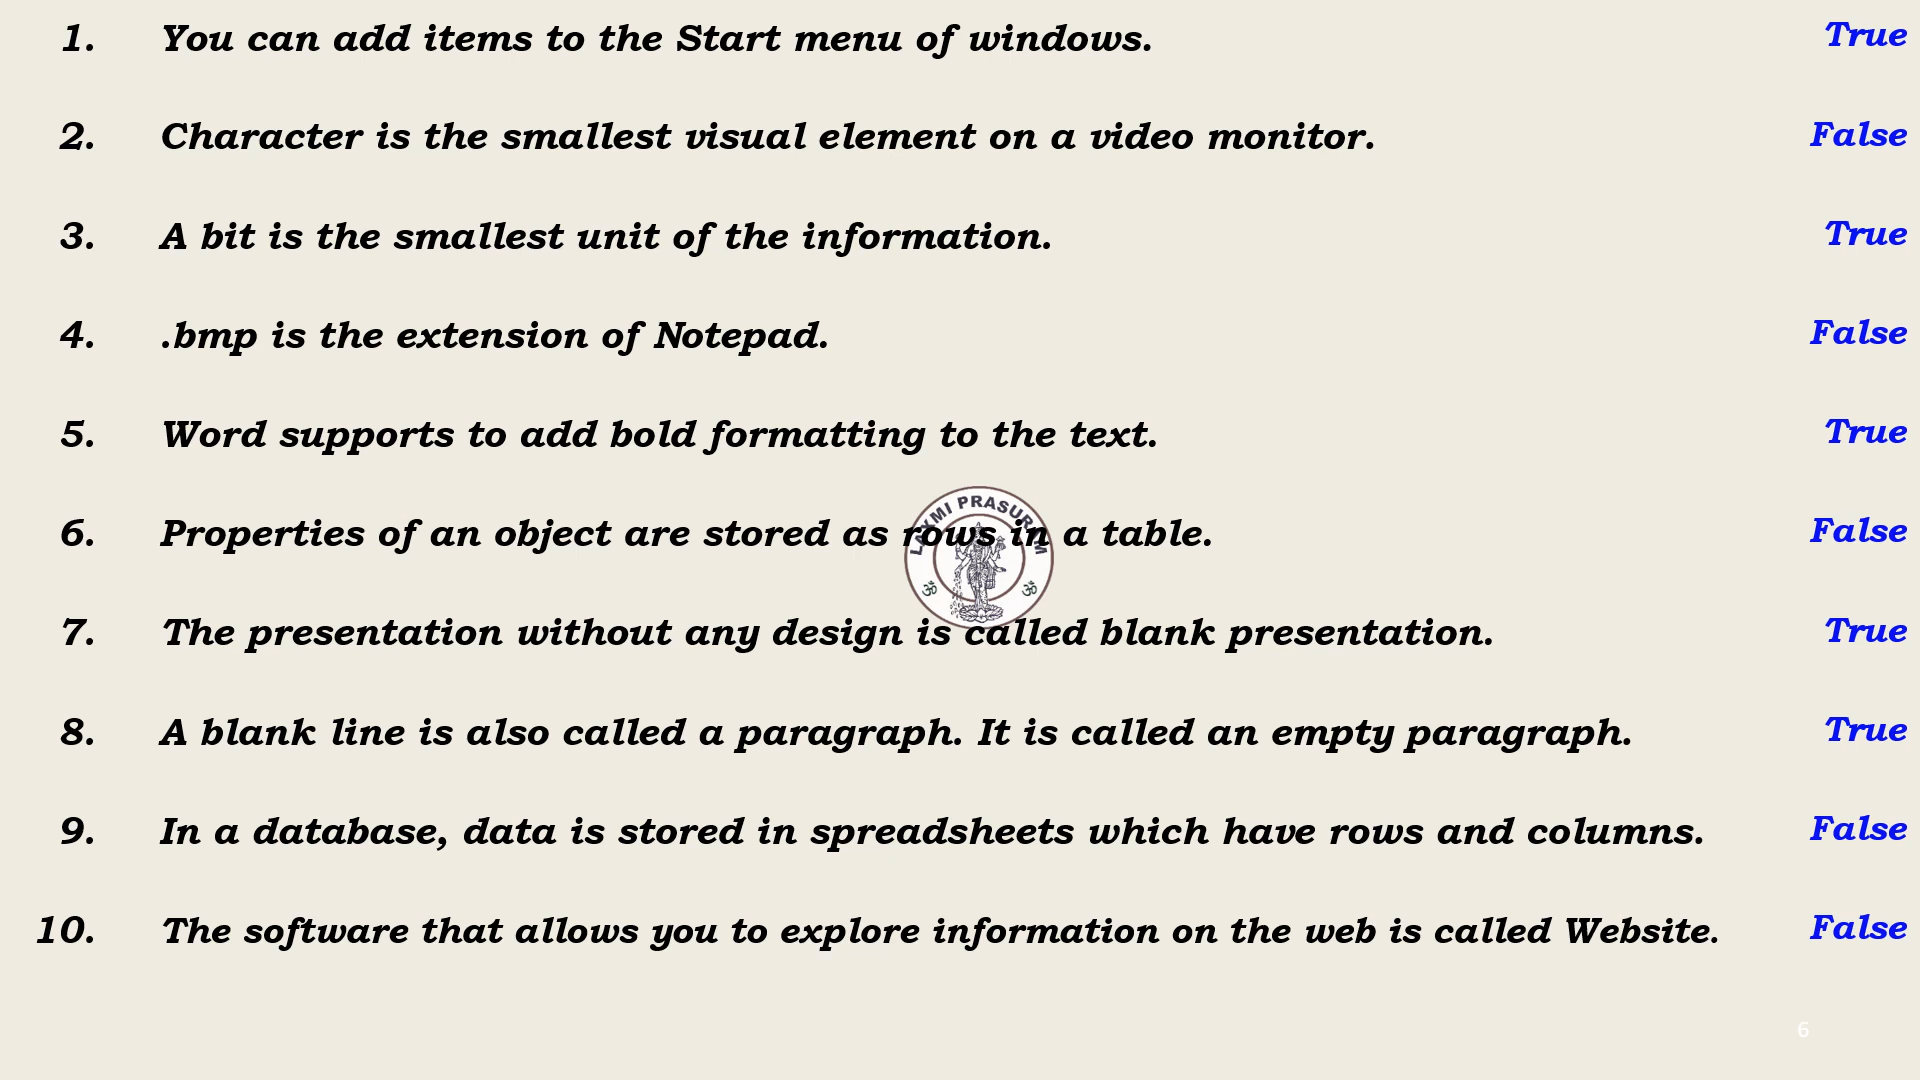 1. You can add items to the Start menu of windows. True
2. Character is the smallest visual element on a video monitor. False
3. A bit is the smallest unit of the information. True
4. .bmp is the extension of Notepad. False
5. Word supports to add bold formatting to the text. True
LAXMI PRASURAM
6. Properties of an object are stored as rows in a table. False
ॐ ॐ
7. The presentation without any design is called blank presentation. True
8. A blank line is also called a paragraph. It is called an empty paragraph. True
9. In a database, data is stored in spreadsheets which have rows and columns. False
10. The software that allows you to explore information on the web is called Website. False
6